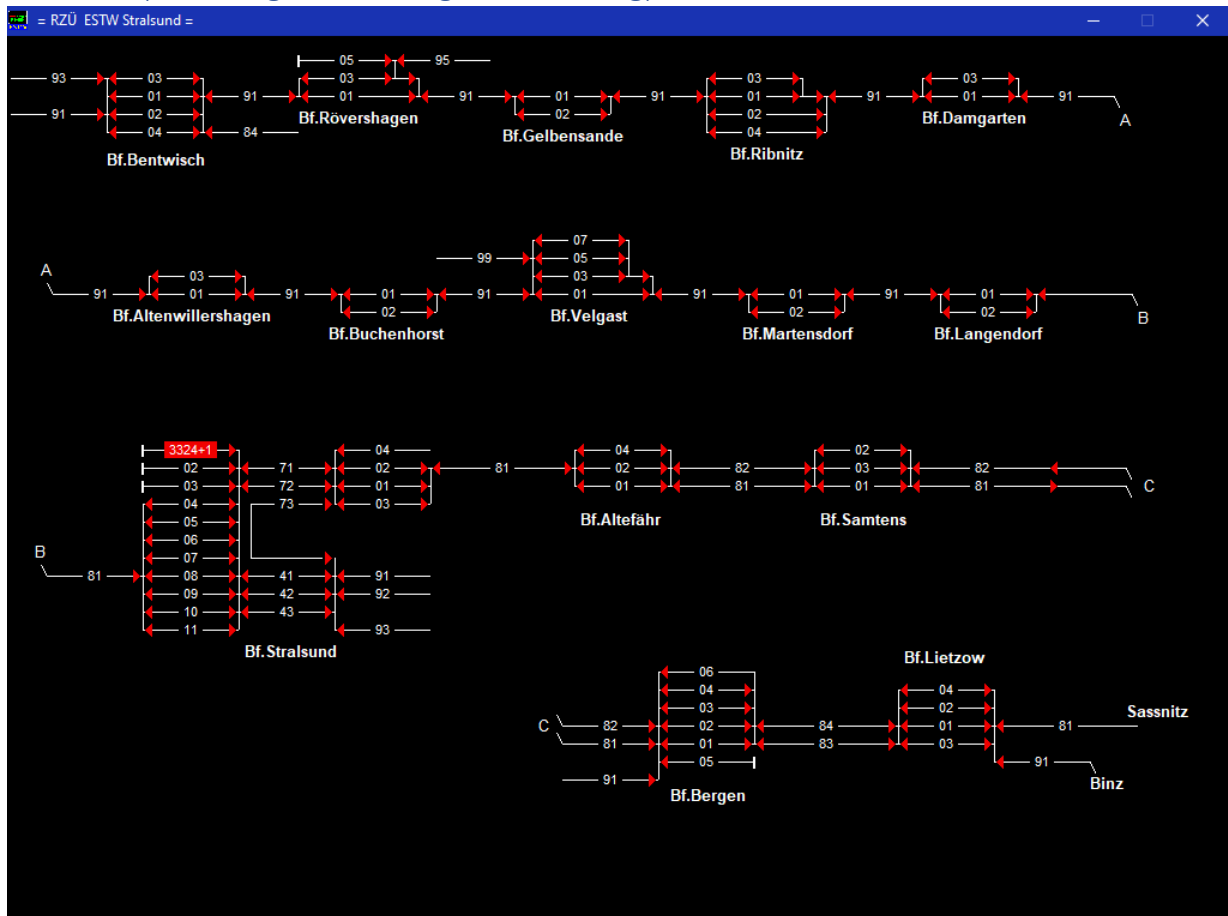 = RZÜ ESTW Stralsund =
05 95
93 03 03 03 03
01 91 01 91 01 91 01 91 01 91
91 02 02 02
04 84 04
A
Bf.Rövershagen
Bf.Damgarten
Bf.Gelbensande
Bf.Ribnitz
Bf.Bentwisch
07
99 05
A
03 03
91 01 91 01 91 01 91 01 91 01
02 02 02
B
Bf.Altenwillershagen
Bf.Velgast
Bf.Buchenhorst
Bf.Martensdorf
Bf.Langendorf
3324+1 04 04 02
02 71 02 81 02 82 03 82
03 72 01 01 81 01 81
C
04 73 03
Bf.Altefähr
Bf.Samtens
05
06
B
07
81 08 41 91
09 42 92
10 43
11 93
Bf.Stralsund
Bf.Lietzow
06
04 04
03 02
Sassnitz
C
82 02 84 01 81
81 01 83 03
05 91
91
Binz
Bf.Bergen